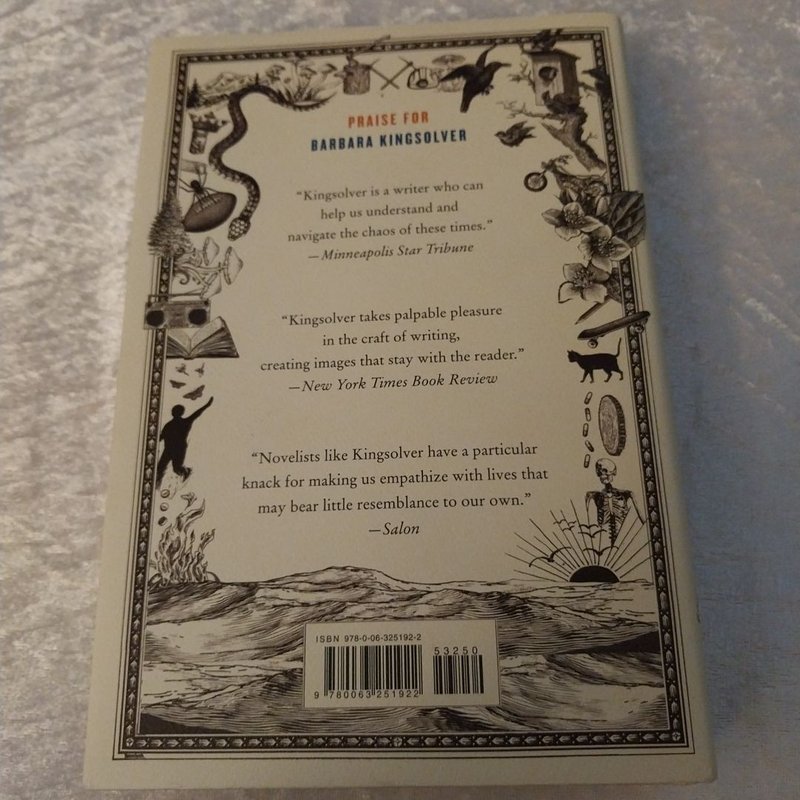 PRAISE FOR
BARBARA KINGSOLVER
“Kingsolver is a writer who can
help us understand and
navigate the chaos of these times.”
—Minneapolis Star Tribune
“Kingsolver takes palpable pleasure
in the craft of writing,
creating images that stay with the reader.”
—New York Times Book Review
“Novelists like Kingsolver have a particular
knack for making us empathize with lives that
may bear little resemblance to our own.”
—Salon
ISBN 978-0-06-325192-2
53250
9 780063 251922